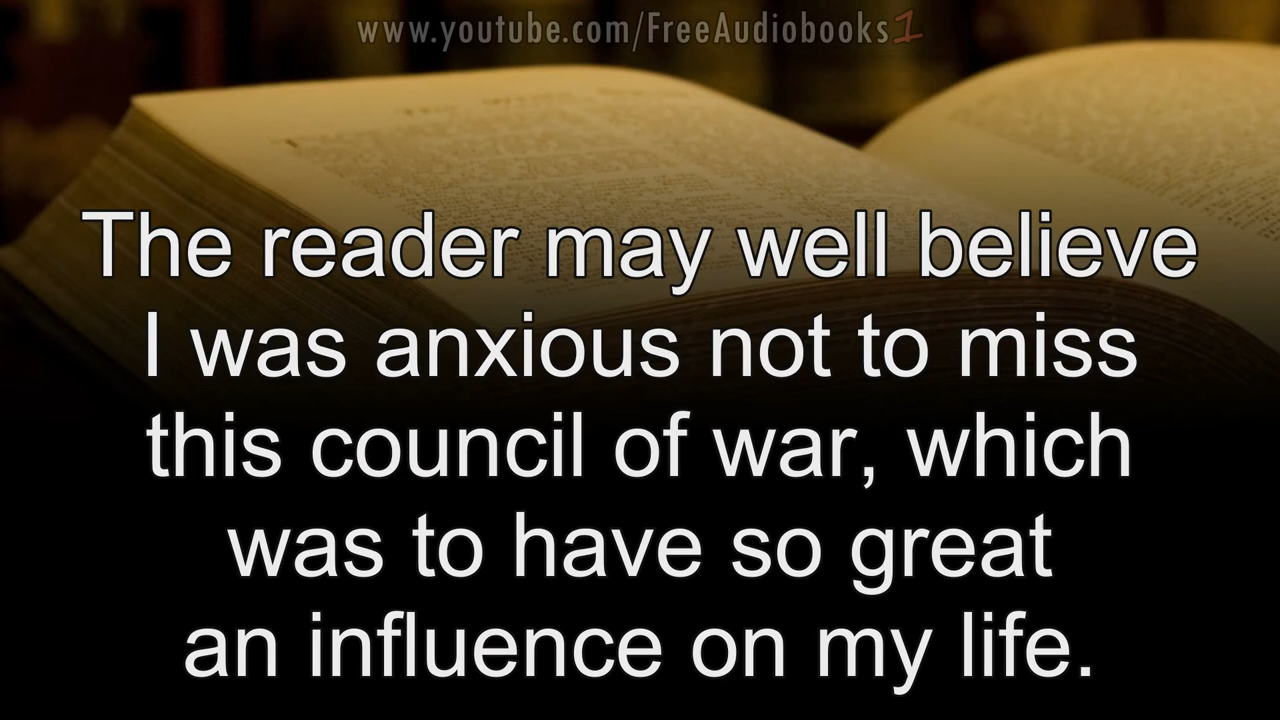 www.youtube.com/FreeAudiobooks1
The reader may well believe
I was anxious not to miss
this council of war, which
was to have so great
an influence on my life.